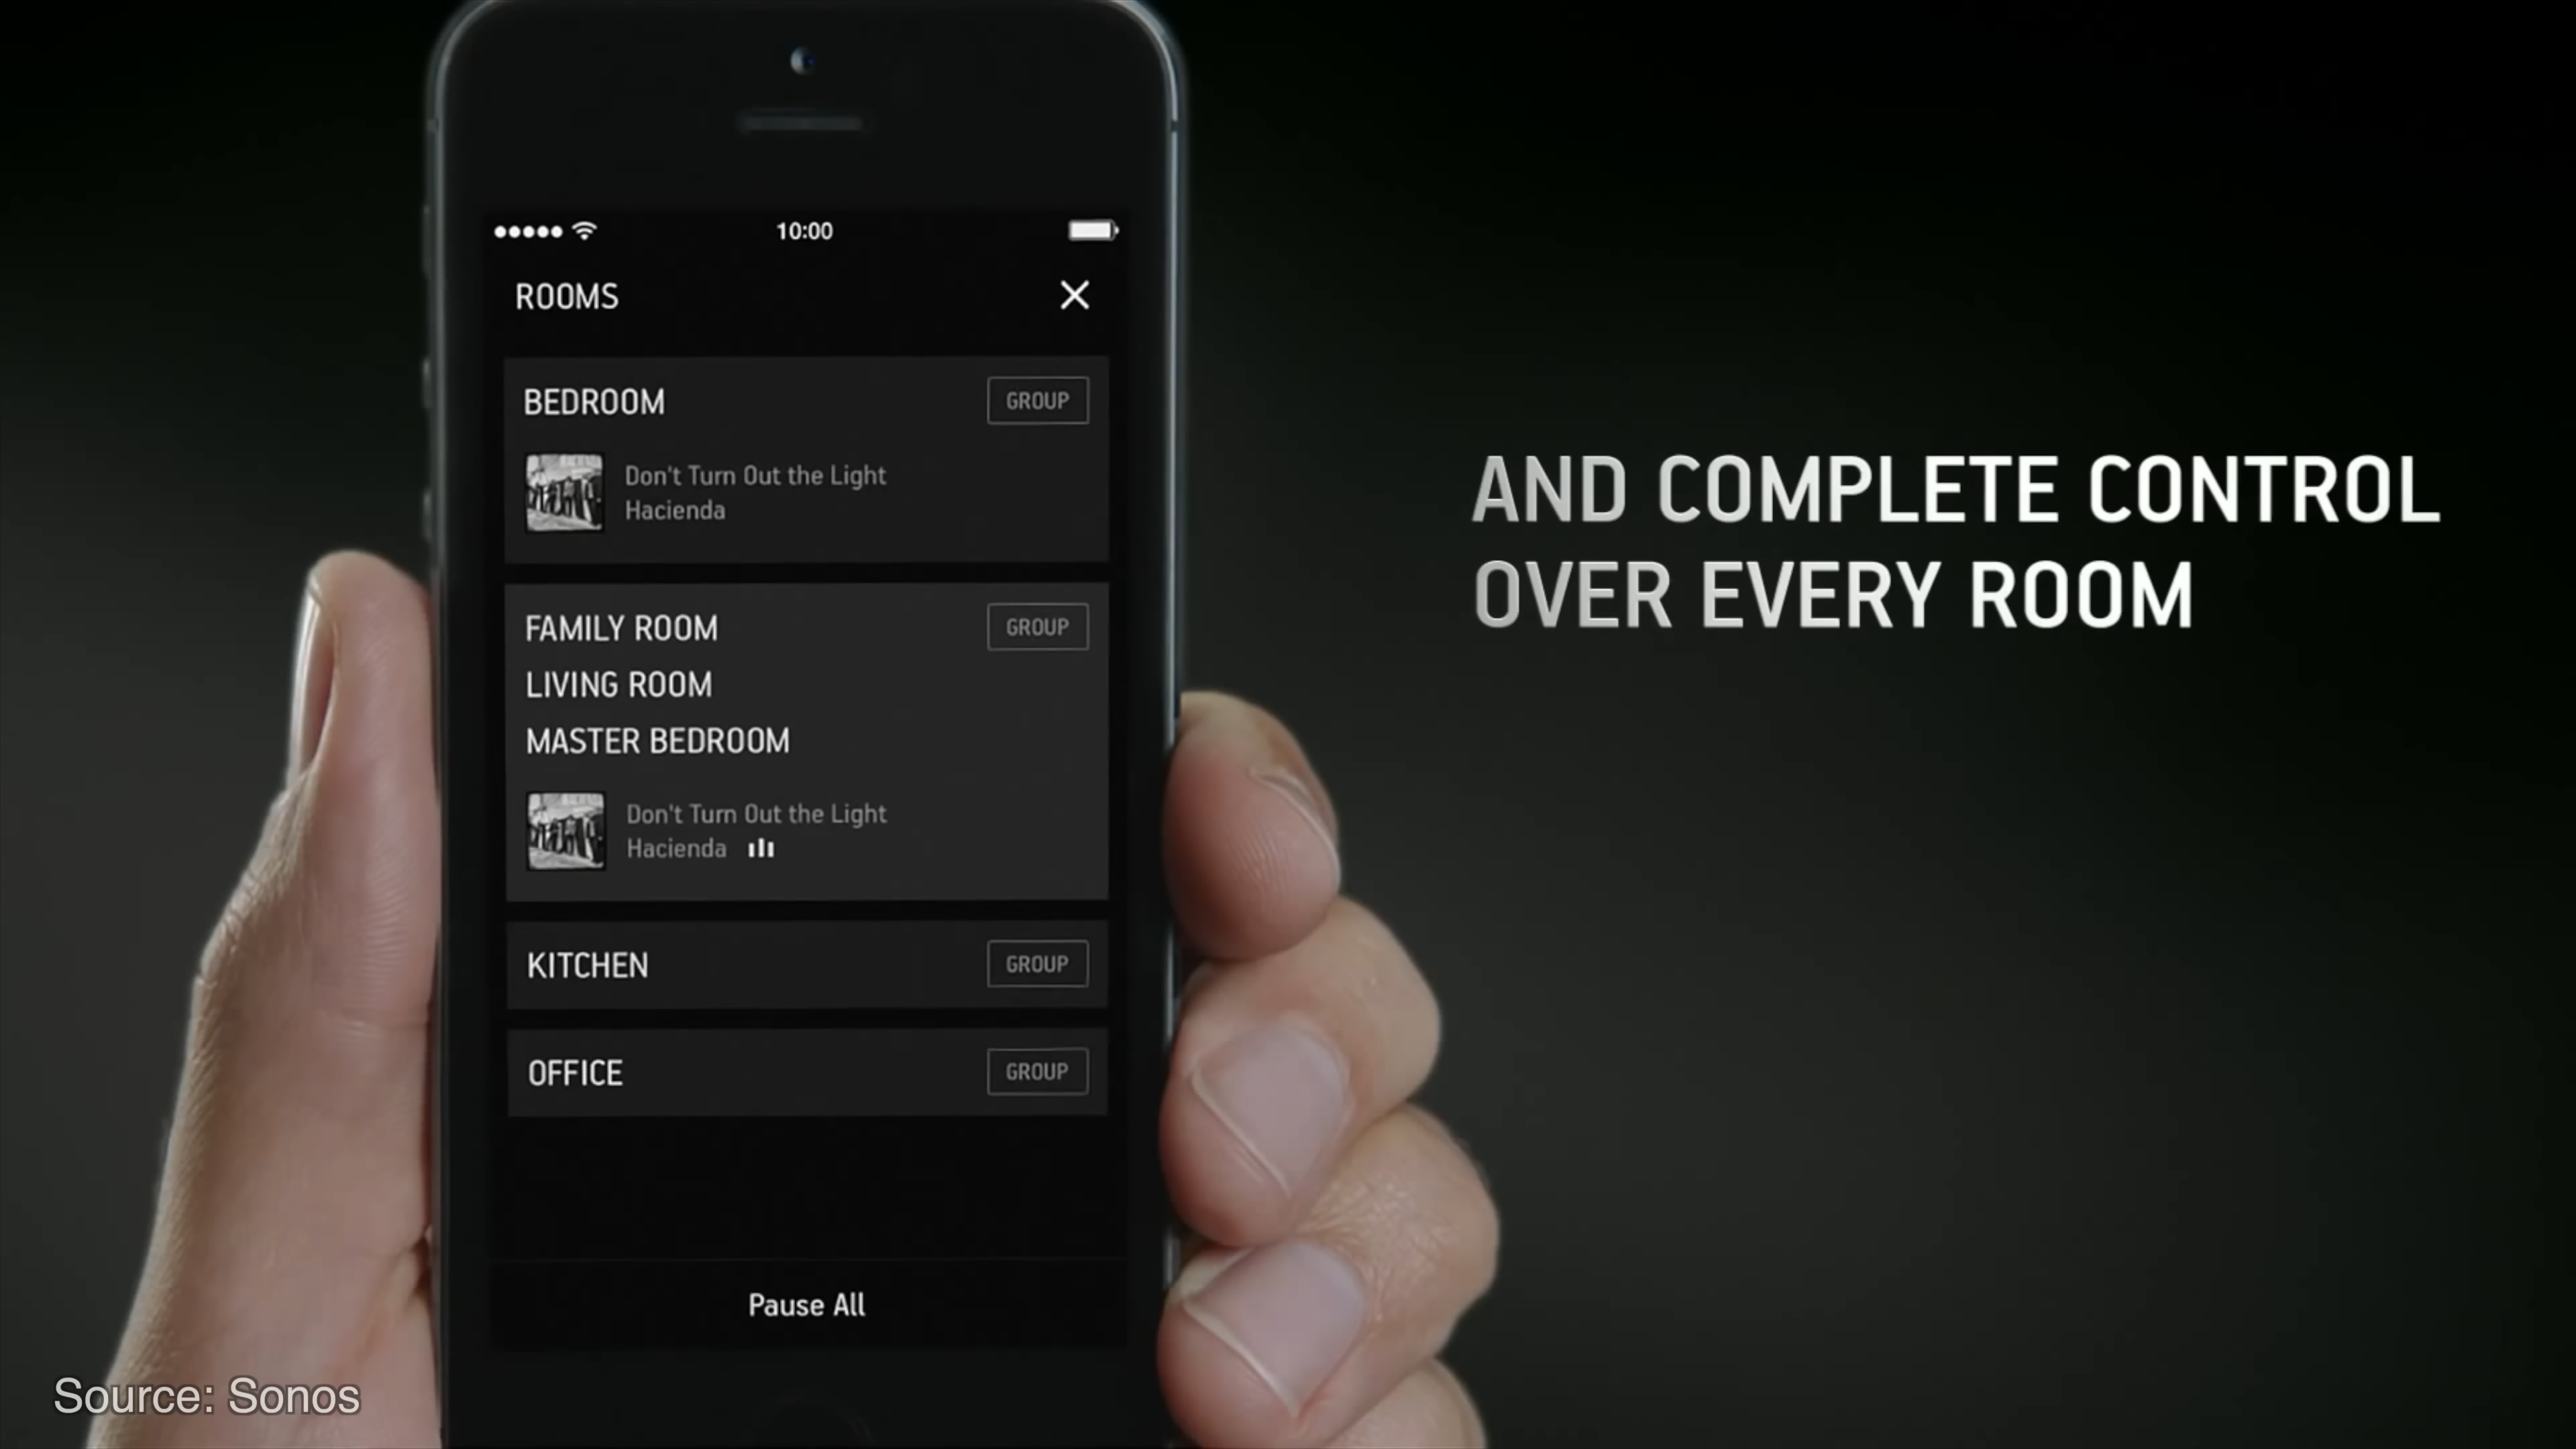 10:00
ROOMS
BEDROOM
GROUP
Don't Turn Out the Light
Hacienda
FAMILY ROOM
GROUP
LIVING ROOM
MASTER BEDROOM
Don't Turn Out the Light
Hacienda
KITCHEN
GROUP
OFFICE
GROUP
Pause All
AND COMPLETE CONTROL
OVER EVERY ROOM
Source: Sonos